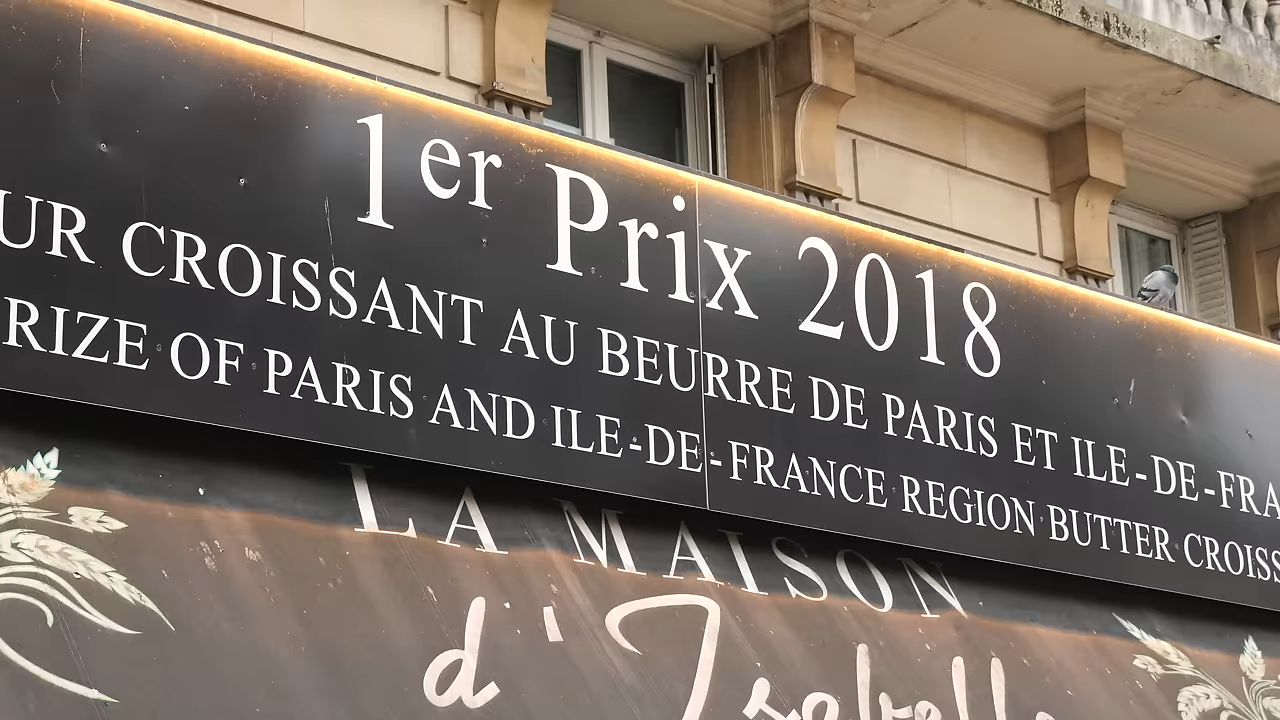 1er Prix 2018
UR CROISSANT AU BEURRE DE PARIS ET ILE-DE-FRA
RIZE OF PARIS AND ILE-DE-FRANCE REGION BUTTER CROISS
LA MAISON
d'Isabelle